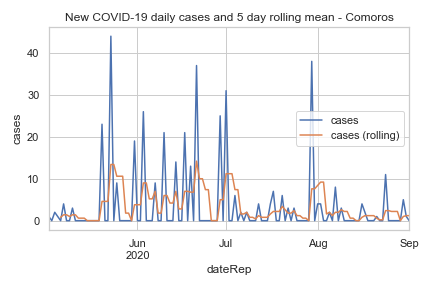 New COVID-19 daily cases and 5 day rolling mean - Comoros
cases
40
30
20
10
0
cases
cases (rolling)
Jun
2020
Jul
Aug
Sep
dateRep